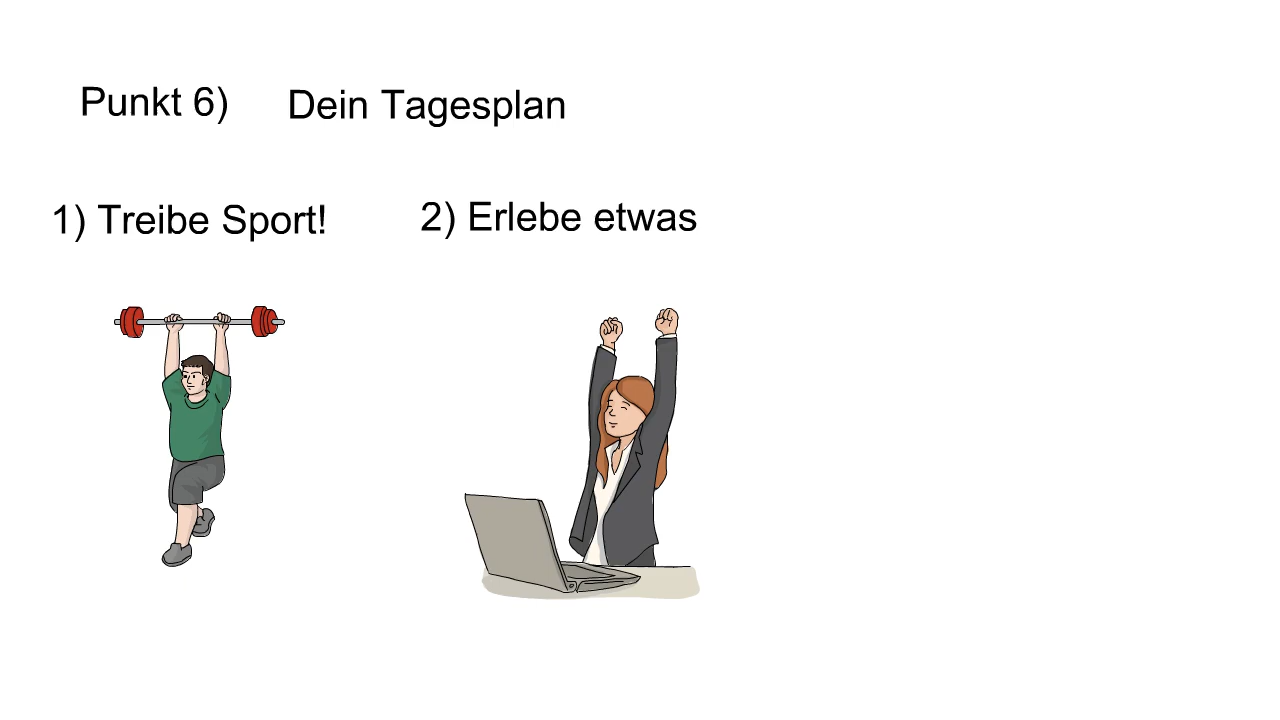 Punkt 6) Dein Tagesplan
1) Treibe Sport! 2) Erlebe etwas